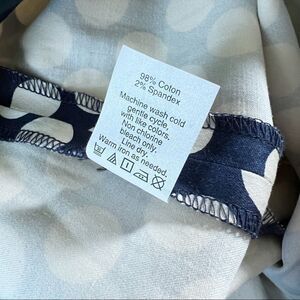 98% Coton
2% Spandex
Machine wash cold
gentle cycle
with like colors.
Non chlorine
bleach only.
Line dry.
Warm iron as needed.